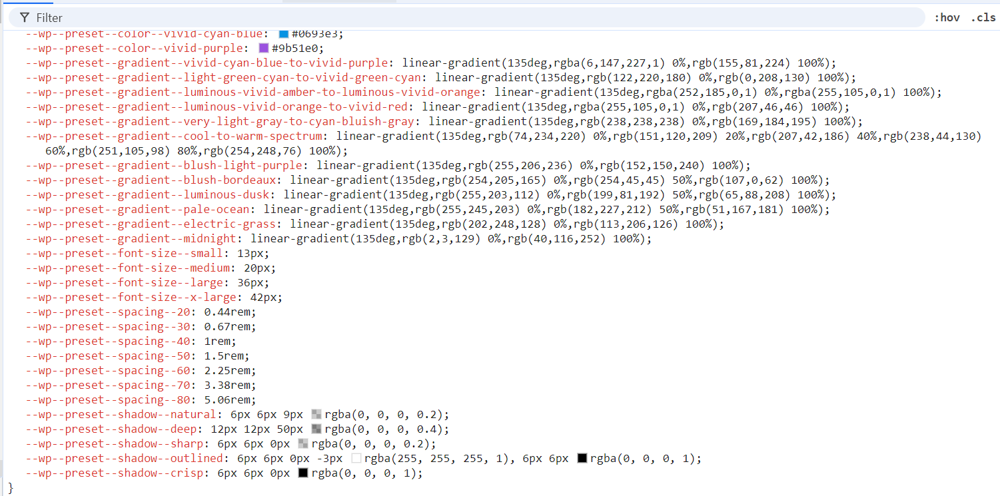 Filter
:hov .cls
--wp--preset--color--vivid-cyan-blue: #0693e3;
--wp--preset--color--vivid-purple: #9b51e0;
--wp--preset--gradient--vivid-cyan-blue-to-vivid-purple: linear-gradient(135deg,rgba(6,147,227,1) 0%,rgb(155,81,224) 100%);
--wp--preset--gradient--light-green-cyan-to-vivid-green-cyan: linear-gradient(135deg,rgb(122,220,180) 0%,rgb(0,208,130) 100%);
--wp--preset--gradient--luminous-vivid-amber-to-luminous-vivid-orange: linear-gradient(135deg,rgba(252,185,0,1) 0%,rgba(255,105,0,1) 100%);
--wp--preset--gradient--luminous-vivid-orange-to-vivid-red: linear-gradient(135deg,rgba(255,105,0,1) 0%,rgb(207,46,46) 100%);
--wp--preset--gradient--very-light-gray-to-cyan-bluish-gray: linear-gradient(135deg,rgb(238,238,238) 0%,rgb(169,184,195) 100%);
--wp--preset--gradient--cool-to-warm-spectrum: linear-gradient(135deg,rgb(74,234,220) 0%,rgb(151,120,209) 20%,rgb(207,42,186) 40%,rgb(238,44,130)
60%,rgb(251,105,98) 80%,rgb(254,248,76) 100%);
--wp--preset--gradient--blush-light-purple: linear-gradient(135deg,rgb(255,206,236) 0%,rgb(152,150,240) 100%);
--wp--preset--gradient--blush-bordeaux: linear-gradient(135deg,rgb(254,205,165) 0%,rgb(254,45,45) 50%,rgb(107,0,62) 100%);
--wp--preset--gradient--luminous-dusk: linear-gradient(135deg,rgb(255,203,112) 0%,rgb(199,81,192) 50%,rgb(65,88,208) 100%);
--wp--preset--gradient--pale-ocean: linear-gradient(135deg,rgb(255,245,203) 0%,rgb(182,227,212) 50%,rgb(51,167,181) 100%);
--wp--preset--gradient--electric-grass: linear-gradient(135deg,rgb(202,248,128) 0%,rgb(113,206,126) 100%);
--wp--preset--gradient--midnight: linear-gradient(135deg,rgb(2,3,129) 0%,rgb(40,116,252) 100%);
--wp--preset--font-size--small: 13px;
--wp--preset--font-size--medium: 20px;
--wp--preset--font-size--large: 36px;
--wp--preset--font-size--x-large: 42px;
--wp--preset--spacing--20: 0.44rem;
--wp--preset--spacing--30: 0.67rem;
--wp--preset--spacing--40: 1rem;
--wp--preset--spacing--50: 1.5rem;
--wp--preset--spacing--60: 2.25rem;
--wp--preset--spacing--70: 3.38rem;
--wp--preset--spacing--80: 5.06rem;
--wp--preset--shadow--natural: 6px 6px 9px rgba(0, 0, 0, 0.2);
--wp--preset--shadow--deep: 12px 12px 50px rgba(0, 0, 0, 0.4);
--wp--preset--shadow--sharp: 6px 6px 0px rgba(0, 0, 0, 0.2);
--wp--preset--shadow--outlined: 6px 6px 0px -3px rgba(255, 255, 255, 1), 6px 6px rgba(0, 0, 0, 1);
--wp--preset--shadow--crisp: 6px 6px 0px rgba(0, 0, 0, 1);
}